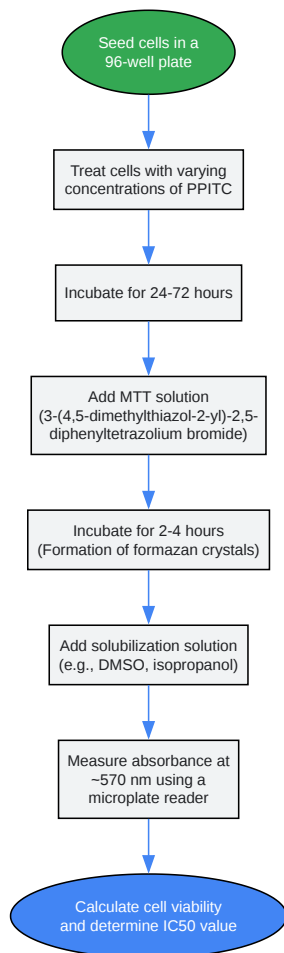 Seed cells in a
96-well plate
Treat cells with varying
concentrations of PPITC
Incubate for 24-72 hours
Add MTT solution
(3-(4,5-dimethylthiazol-2-yl)-2,5-
diphenyltetrazolium bromide)
Incubate for 2-4 hours
(Formation of formazan crystals)
Add solubilization solution
(e.g., DMSO, isopropanol)
Measure absorbance at
~570 nm using a
microplate reader
Calculate cell viability
and determine IC50 value